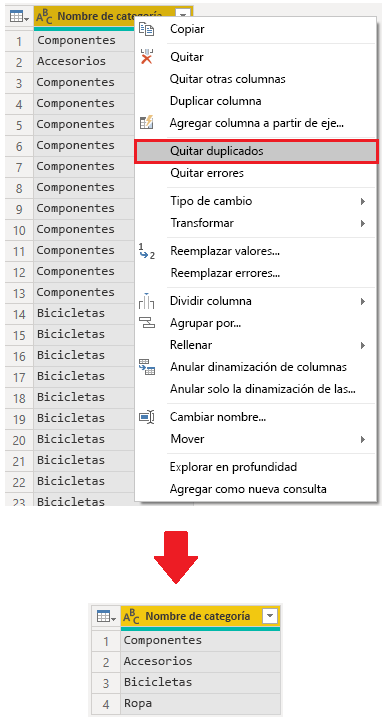 ABC Nombre de categoría
1 Componentes
2 Accesorios
3 Componentes
4 Componentes
5 Componentes
6 Componentes
7 Componentes
8 Componentes
9 Componentes
10 Componentes
11 Componentes
12 Componentes
13 Componentes
14 Bicicletas
15 Bicicletas
16 Bicicletas
17 Bicicletas
18 Bicicletas
19 Bicicletas
20 Bicicletas
21 Bicicletas
22 Bicicletas
23 Bicicletas
Copiar
Quitar
Quitar otras columnas
Duplicar columna
Agregar columna a partir de eje...
Quitar duplicados
Quitar errores
Tipo de cambio
Transformar
1 2 Reemplazar valores...
Reemplazar errores...
Dividir columna
Agrupar por...
Rellenar
Anular dinamización de columnas
Anular solo la dinamización de las...
Cambiar nombre...
Mover
Explorar en profundidad
Agregar como nueva consulta
ABC Nombre de categoría
1 Componentes
2 Accesorios
3 Bicicletas
4 Ropa